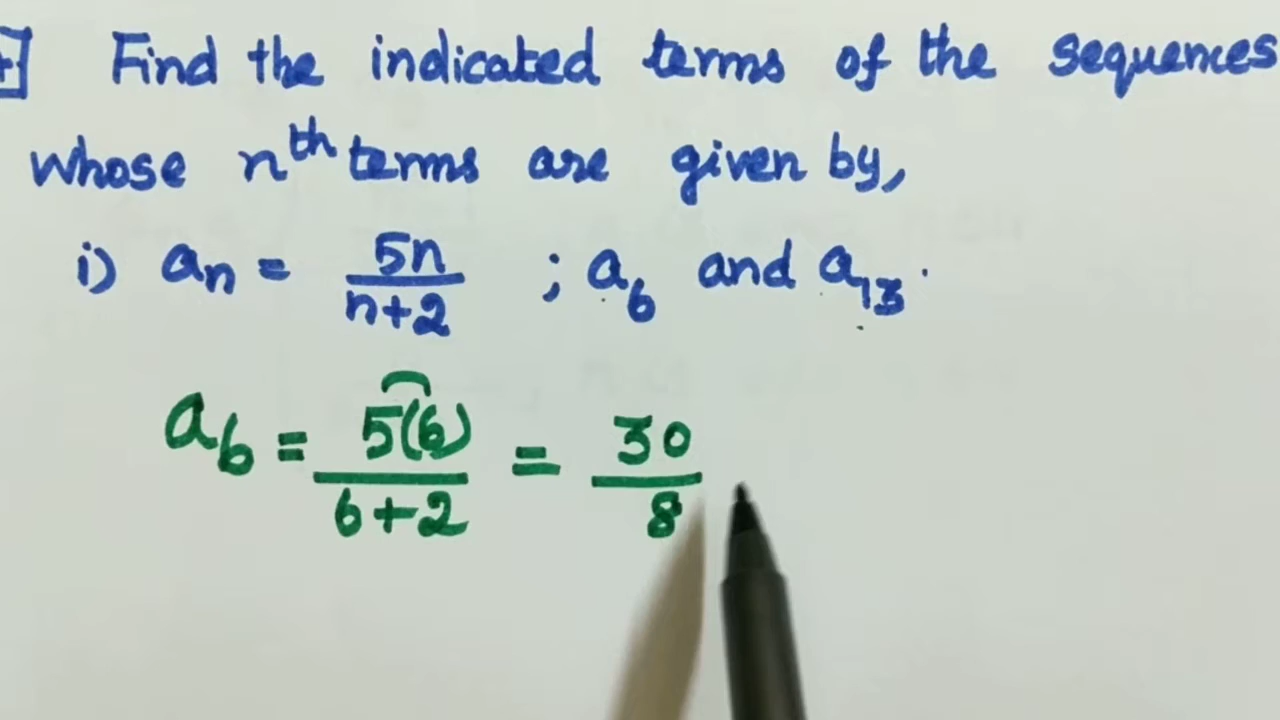 Find the indicated terms of the sequences
whose nth terms are given by,
i) an = 5n/n+2 ; a6 and a13.
a6 = 5(6)/6+2 = 30/8